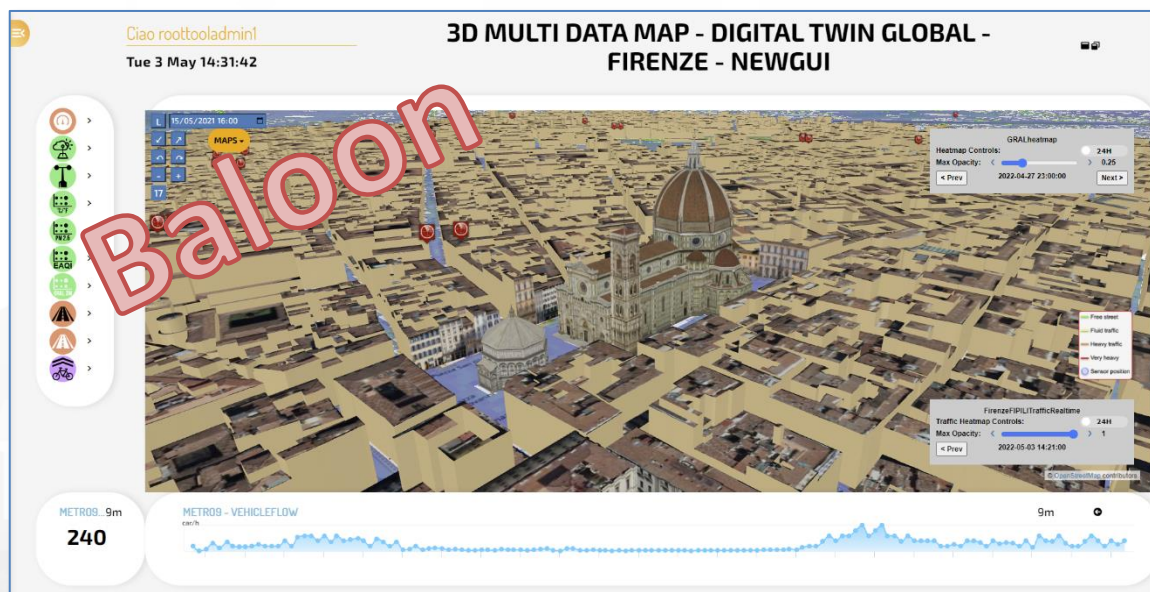 Ciao roottooladmin1
Tue 3 May 14:31:42
3D MULTI DATA MAP - DIGITAL TWIN GLOBAL -
FIRENZE - NEWGUI
L 15/05/2021 16:00
MAPS
- +
17
Baloon
PM2.5
EAQI
GRALheatmap
Heatmap Controls: 24H
Max Opacity: < > 0.25
< Prev 2022-04-27 23:00:00 Next >
Free street
Fluid traffic
Heavy traffic
Very heavy
Sensor position
FirenzeFIPILITrafficRealtime
Traffic Heatmap Controls: 24H
Max Opacity: < > 1
< Prev 2022-05-03 14:21:00
© OpenStreetMap contributors
METRO9... 9m
240
METRO9 - VEHICLEFLOW 9m
car/h